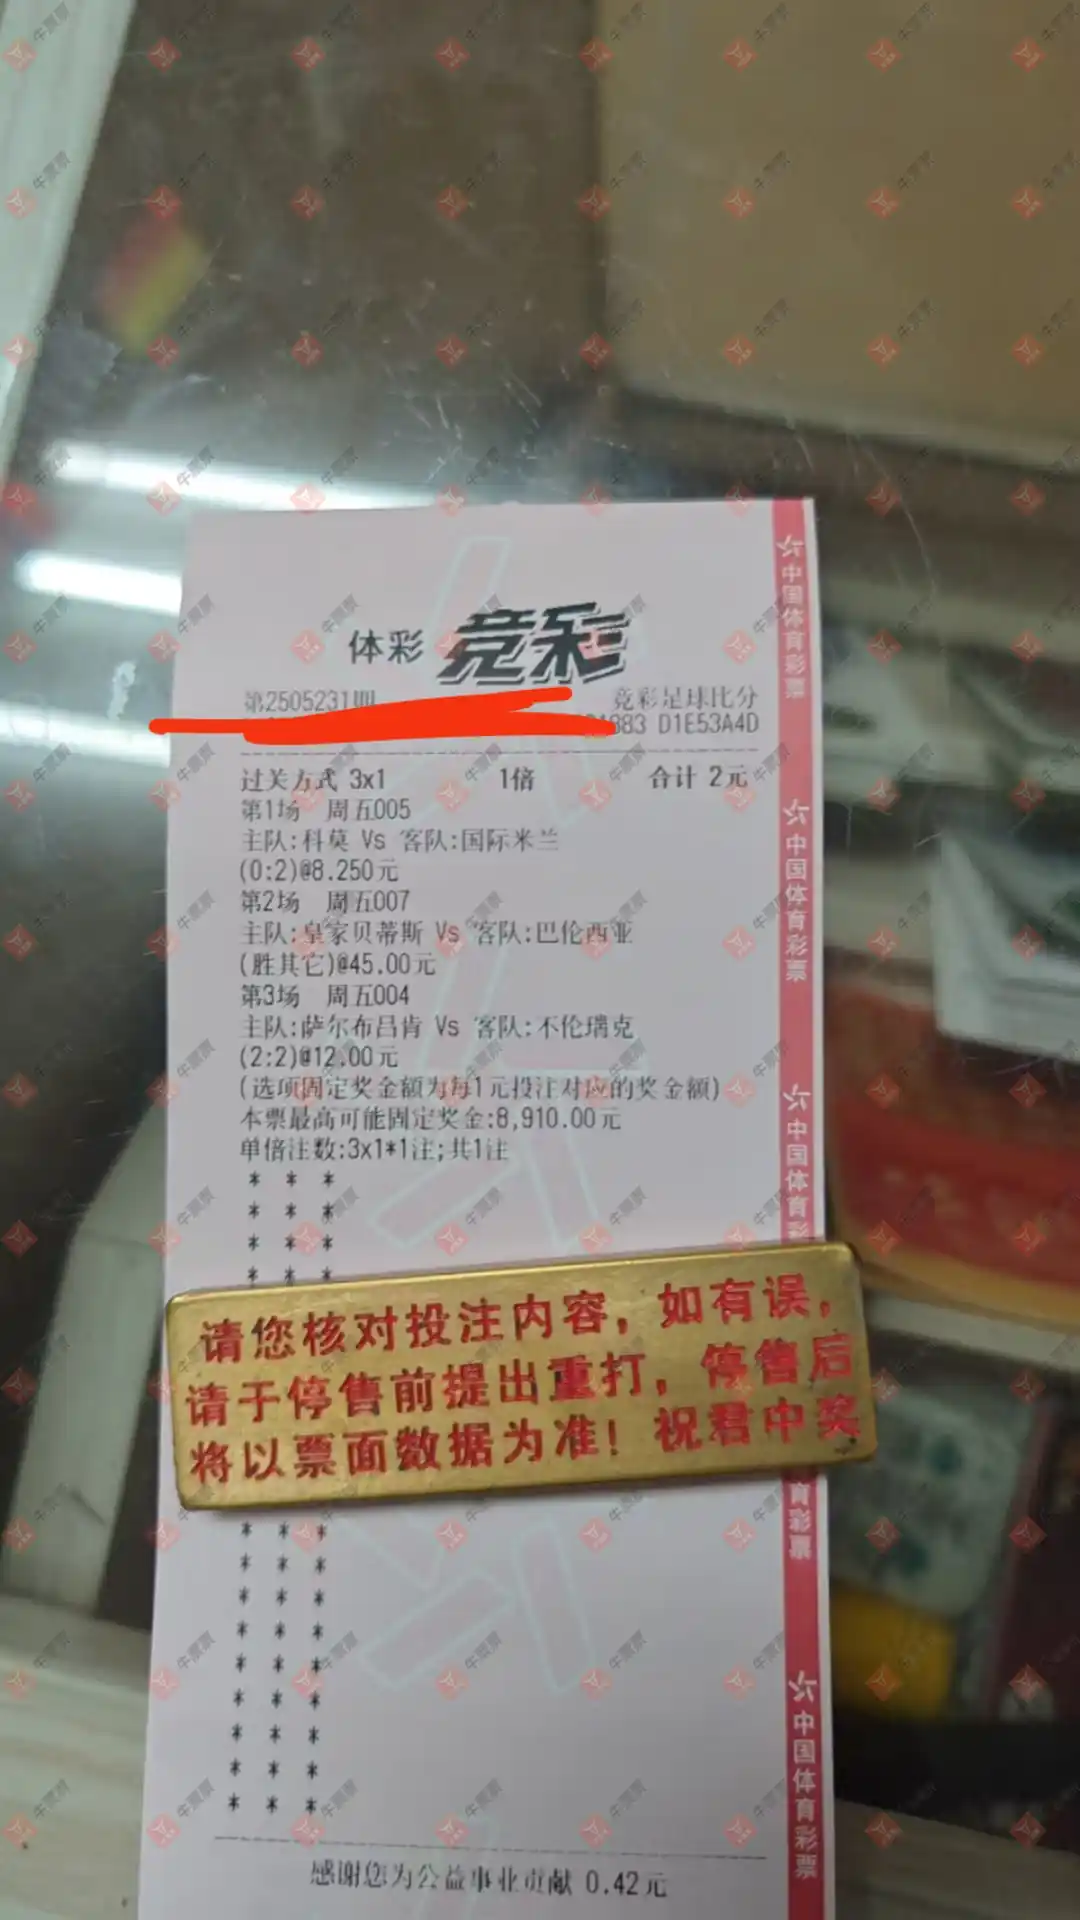 体彩 竞彩
第2505231期 竞彩足球比分
883 D1E53A4D
过关方式 3x1 1倍 合计 2元
第1场 周五005
主队:科莫 Vs 客队:国际米兰
(0:2)@8.250元
第2场 周五007
主队:皇家贝蒂斯 Vs 客队:巴伦西亚
(胜其它)@45.00元
第3场 周五004
主队:萨尔布吕肯 Vs 客队:不伦瑞克
(2:2)@12.00元
(选项固定奖金额为每1元投注对应的奖金额)
本票最高可能固定奖金:8,910.00元
单倍注数:3x1*1注;共1注
* * *
* * *
* * *
* * *
请您核对投注内容，如有误，
请于停售前提出重打，停售后
将以票面数据为准！祝君中奖
* * *
* * *
* * *
* * *
* * *
* * *
* * *
* * *
* * *
感谢您为公益事业贡献 0.42元
中国体育彩票
中国体育彩票
中国体育彩
育彩票
中国体育彩票
牛票票